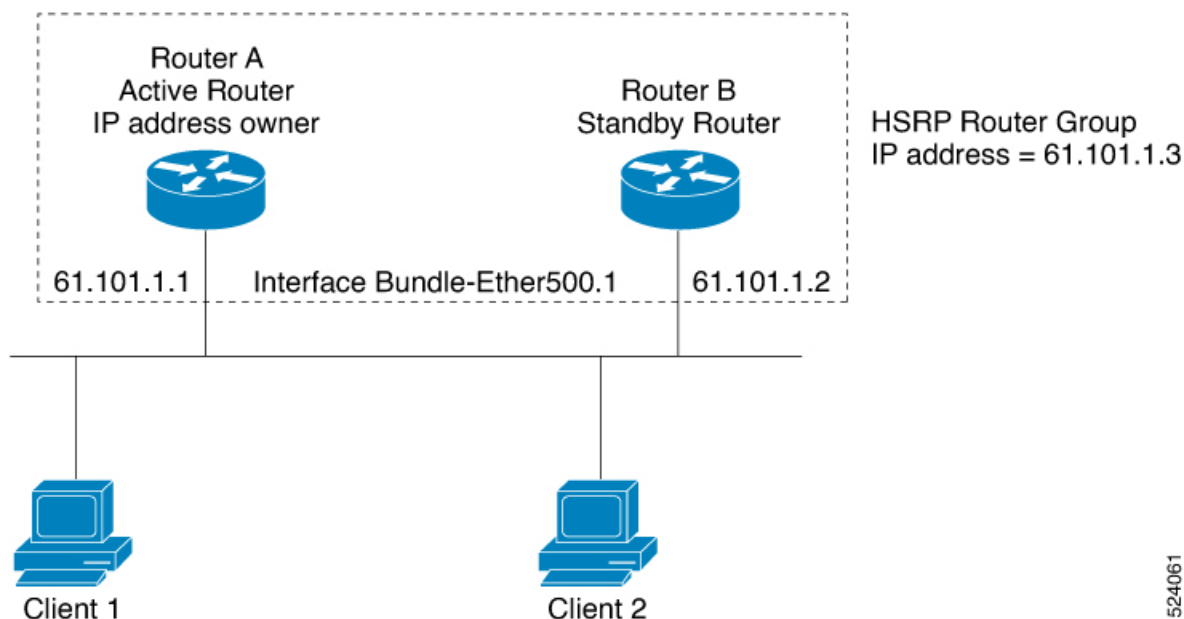 Router A
Active Router
IP address owner
Router B
Standby Router
HSRP Router Group
IP address = 61.101.1.3
61.101.1.1
Interface Bundle-Ether500.1
61.101.1.2
Client 1
Client 2
524061